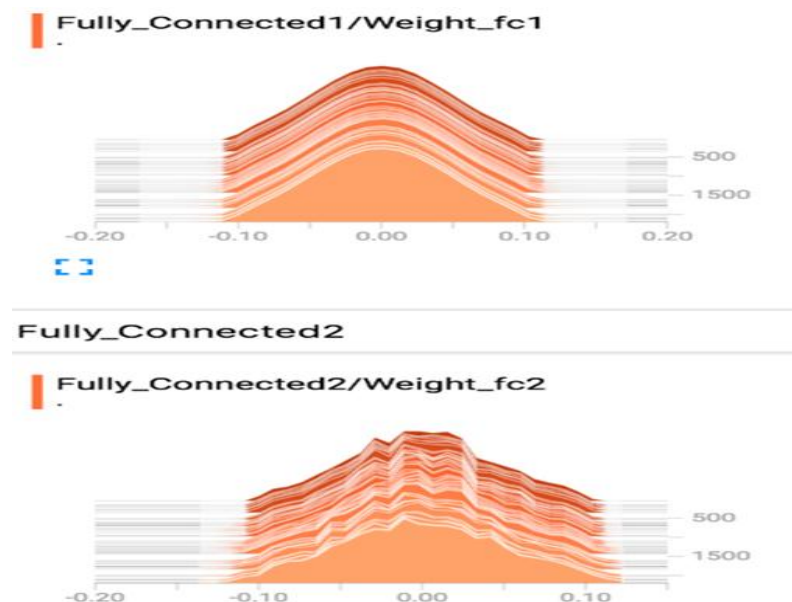 Fully_Connected1/Weight_fc1
.
500
1500
-0.20 -0.10 0.00 0.10 0.20
Fully_Connected2
Fully_Connected2/Weight_fc2
.
500
1500
-0.20 -0.10 0.00 0.10